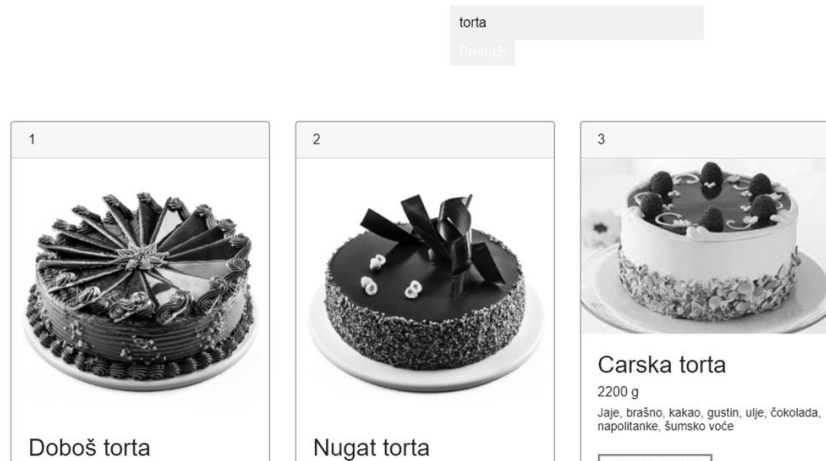 torta
Pretraži
1
2
3
Doboš torta
Nugat torta
Carska torta
2200 g
Jaje, brašno, kakao, gustin, ulje, čokolada,
napolitanke, šumsko voće